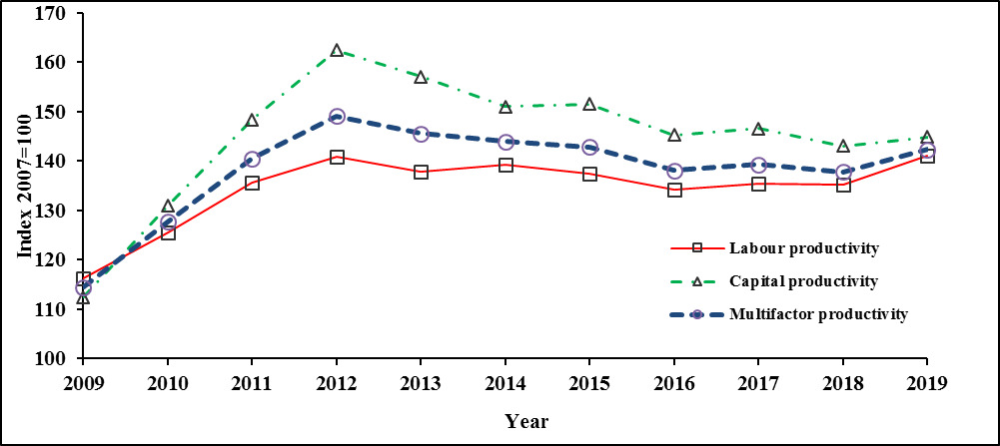 170
160
150
140
130
120
110
100
Index 2007=100
Labour productivity
Capital productivity
Multifactor productivity
2009 2010 2011 2012 2013 2014 2015 2016 2017 2018 2019
Year